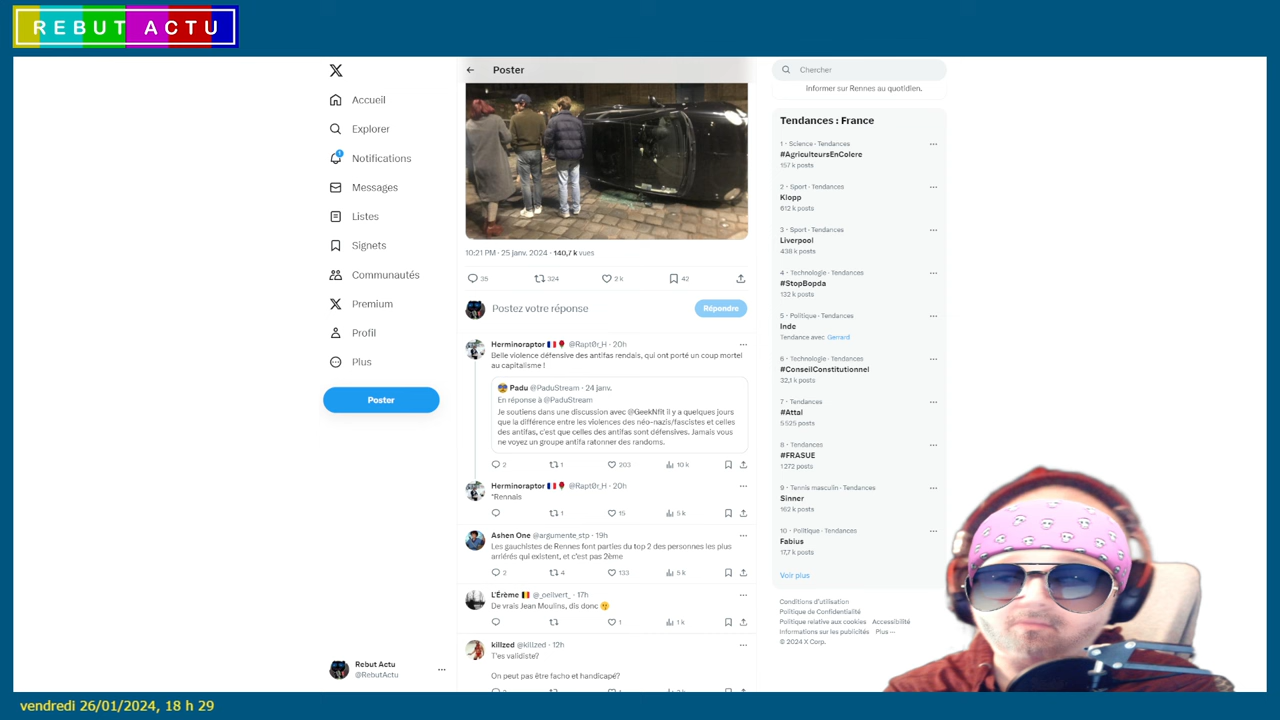 REBUT ACTU
Accueil
Explorer
Notifications
Messages
Listes
Signets
Communautés
Premium
Profil
Plus
Poster
Rebut Actu
@RebutActu
Poster
10:21 PM · 25 janv. 2024 · 140,7 k vues
35 324 2 k 42
Postez votre réponse
Répondre
Herminoraptor @Rapt0r_H · 20h
Belle violence défensive des antifas rendais, qui ont porté un coup mortel
au capitalisme !
Padu @PaduStream · 24 janv.
En réponse à @PaduStream
Je soutiens dans une discussion avec @GeekNfit il y a quelques jours
que la différence entre les violences des néo-nazis/fascistes et celles
des antifas, c'est que celles des antifas sont défensives. Jamais vous
ne voyez un groupe antifa ratonner des randoms.
2 1 203 10 k
Herminoraptor @Rapt0r_H · 20h
*Rennais
1 15 5 k
Ashen One @argumente_stp · 19h
Les gauchistes de Rennes font parties du top 2 des personnes les plus
arriérés qui existent, et c'est pas 2ème
2 4 133 5 k
L'Érème @_oeilvert_ · 17h
De vrais Jean Moulins, dis donc
1 1 k
killzed @killzed · 12h
T'es validiste?
On peut pas être facho et handicapé?
Chercher
Informer sur Rennes au quotidien.
Tendances : France
1 · Science · Tendances
#AgriculteursEnColere
157 k posts
2 · Sport · Tendances
Klopp
612 k posts
3 · Sport · Tendances
Liverpool
438 k posts
4 · Technologie · Tendances
#StopBopda
132 k posts
5 · Politique · Tendances
Inde
Tendance avec Gerrard
6 · Technologie · Tendances
#ConseilConstitutionnel
32,1 k posts
7 · Tendances
#Attal
5 525 posts
8 · Tendances
#FRASUE
1 272 posts
9 · Tennis masculin · Tendances
Sinner
162 k posts
10 · Politique · Tendances
Fabius
17,7 k posts
Voir plus
Conditions d'utilisation
Politique de Confidentialité
Politique relative aux cookies Accessibilité
Informations sur les publicités Plus ···
© 2024 X Corp.
vendredi 26/01/2024, 18 h 29